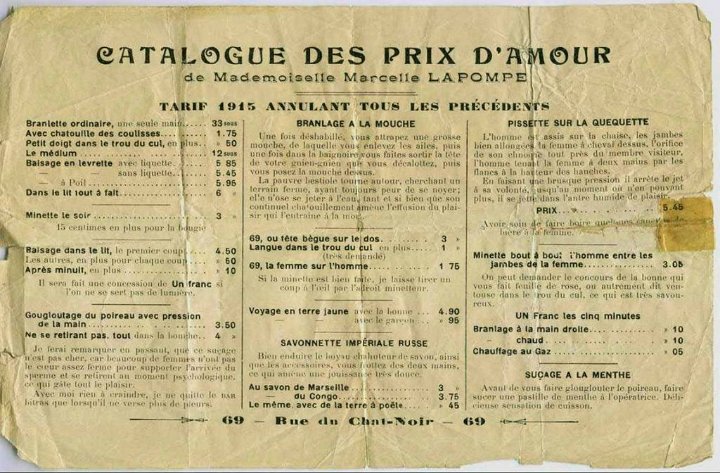 CATALOGUE DES PRIX D'AMOUR
de Mademoiselle Marcelle LAPOMPE
TARIF 1915 ANNULANT TOUS LES PRÉCÉDENTS
Branlette ordinaire, une seule main... 33 sous
Avec chatouille des coulisses... 1.75
Petit doigt dans le trou du cul, en plus. » 50
Le médium... 12 sous
Baisage en levrette avec liquette. 5 85
sans liquette... 5.45
à Poil... 5.95
Dans le lit tout à fait... 6 »
Minette le soir... 3 »
15 centimes en plus pour la bougie
Baisage dans le lit, le premier coup.. 4.50
Les autres, en plus pour chaque coup » 50
Après minuit, en plus... » 10
Il sera fait une concession de Un franc si
l'on ne se sert pas de lumière.
Gougloutage du poireau avec pression
de la main... 3.50
Ne se retirant pas, tout dans la bouche.. 4 »
Je ferai remarquer en passant, que ce suçage
n'est pas cher, car beaucoup de femmes n'ont pas
le cœur assez ferme pour supporter l'arrivée du
sperme et se retirent au moment psychologique,
ce qui gâte tout le plaisir.
Avec moi rien à craindre, je ne quitte le DAR
bitras que lorsqu'il ne verse plus de pleurs.
BRANLAGE A LA MOUCHE
Une fois déshabillé, vous attrapez une grosse
mouche, de laquelle vous enlevez les ailes, puis
une fois dans la baignoire vous faites sortir la tête
de votre guien-guien que vous décalottez, puis
vous posez la mouche dessus.
La pauvre bestiole tourne autour, cherchant un
terrain ferme, ayant toujours peur de se noyer;
elle n'ose se jeter à l'eau, tant et si bien que son
continuel chatouillement amène l'effusion du plai-
sir qui l'entraîne à la mort.
69, ou tête bègue sur le dos... 3 »
Langue dans le trou du cul en plus... 1 »
(très demandé)
69, la femme sur l'homme... 1 75
Si la minette est bien faite, je laisse tirer un
coup à l'œil par l'adroit minetteur.
Voyage en terre jaune avec la bonne... 4.90
avec le garçon.. » 95
SAVONNETTE IMPÉRIALE RUSSE
Bien enduire le boyau chahuteur de savon, ainsi
que les accessoires, vous frottez des deux mains,
ce qui amène une jouissance très douce.
Au savon de Marseille... 3 »
— du Congo... 3.75
Le même, avec de la terre à poêle... » 45
PISSETTE SUR LA QUEQUETTE
L'homme est assis sur la chaise, les jambes
bien allongées, la femme à cheval dessus, l'orifice
de son ennocle tout près du membre visiteur,
l'homme tenant la femme à deux mains par les
flancs à la hauteur des hanches.
En faisant une brusque pression il arrête le jet
à sa volonté, jusqu'au moment où n'en pouvant
plus, il se jette dans l'antre humide de plaisir.
PRIX... 5.45
Avoir soin de faire boire quelques
bière à la femme.
Minette bout à bout l'homme entre les
jambes de la femme... 3.45
On peut demander le concours de la bonne qui
vous fait feuille de rose, ou autrement dit ven-
touse dans le trou du cul, ce qui est très savou-
reux.
UN Franc les cinq minutes
Branlage à la main droite... » 10
chaud... » 10
Chauffage au Gaz... » 05
SUÇAGE A LA MENTHE
Avant de vous faire glouglouter le poireau, faire
sucer une pastille de menthe à l'opératrice. Déli-
cieuse sensation de cuisson.
69 — Rue du Chat-Noir — 69